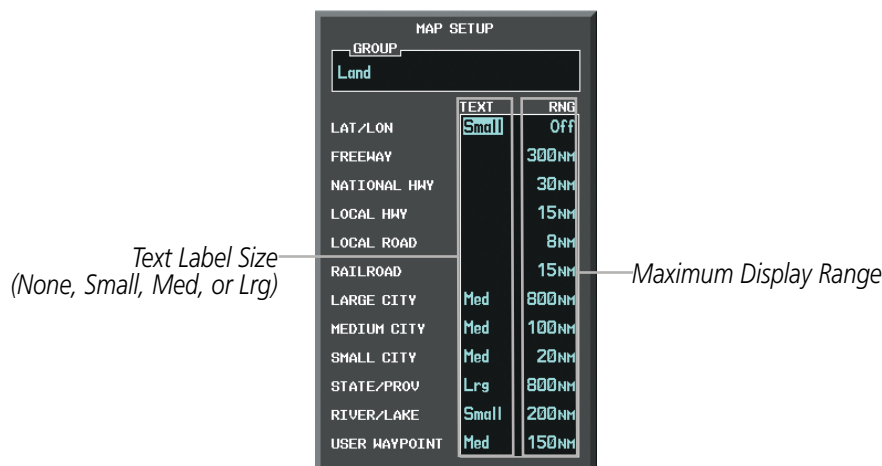 MAP SETUP
GROUP
Land
TEXT RNG
LAT/LON Small Off
FREEWAY 300NM
NATIONAL HWY 30NM
LOCAL HWY 15NM
LOCAL ROAD 8NM
RAILROAD 15NM
LARGE CITY Med 800NM
MEDIUM CITY Med 100NM
SMALL CITY Med 20NM
STATE/PROV Lrg 800NM
RIVER/LAKE Small 200NM
USER WAYPOINT Med 150NM
Text Label Size
(None, Small, Med, or Lrg)
Maximum Display Range